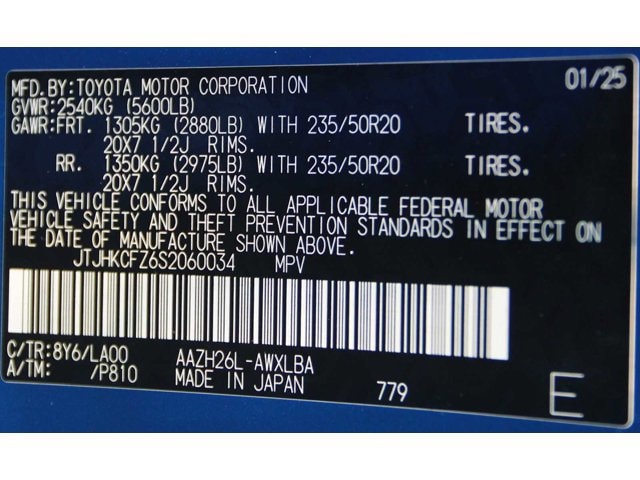 MFD. BY: TOYOTA MOTOR CORPORATION 01/25
GVWR: 2540KG (5600LB)
GAWR: FRT. 1305KG (2880LB) WITH 235/50R20 TIRES.
20X7 1/2J RIMS.
RR. 1350KG (2975LB) WITH 235/50R20 TIRES.
20X7 1/2J RIMS.
THIS VEHICLE CONFORMS TO ALL APPLICABLE FEDERAL MOTOR
VEHICLE SAFETY AND THEFT PREVENTION STANDARDS IN EFFECT ON
THE DATE OF MANUFACTURE SHOWN ABOVE.
JTJHKCFZ6S2060034 MPV
C/TR: 8Y6/LA00 AAZH26L-AWXLBA
A/TM: /P810 MADE IN JAPAN 779 E